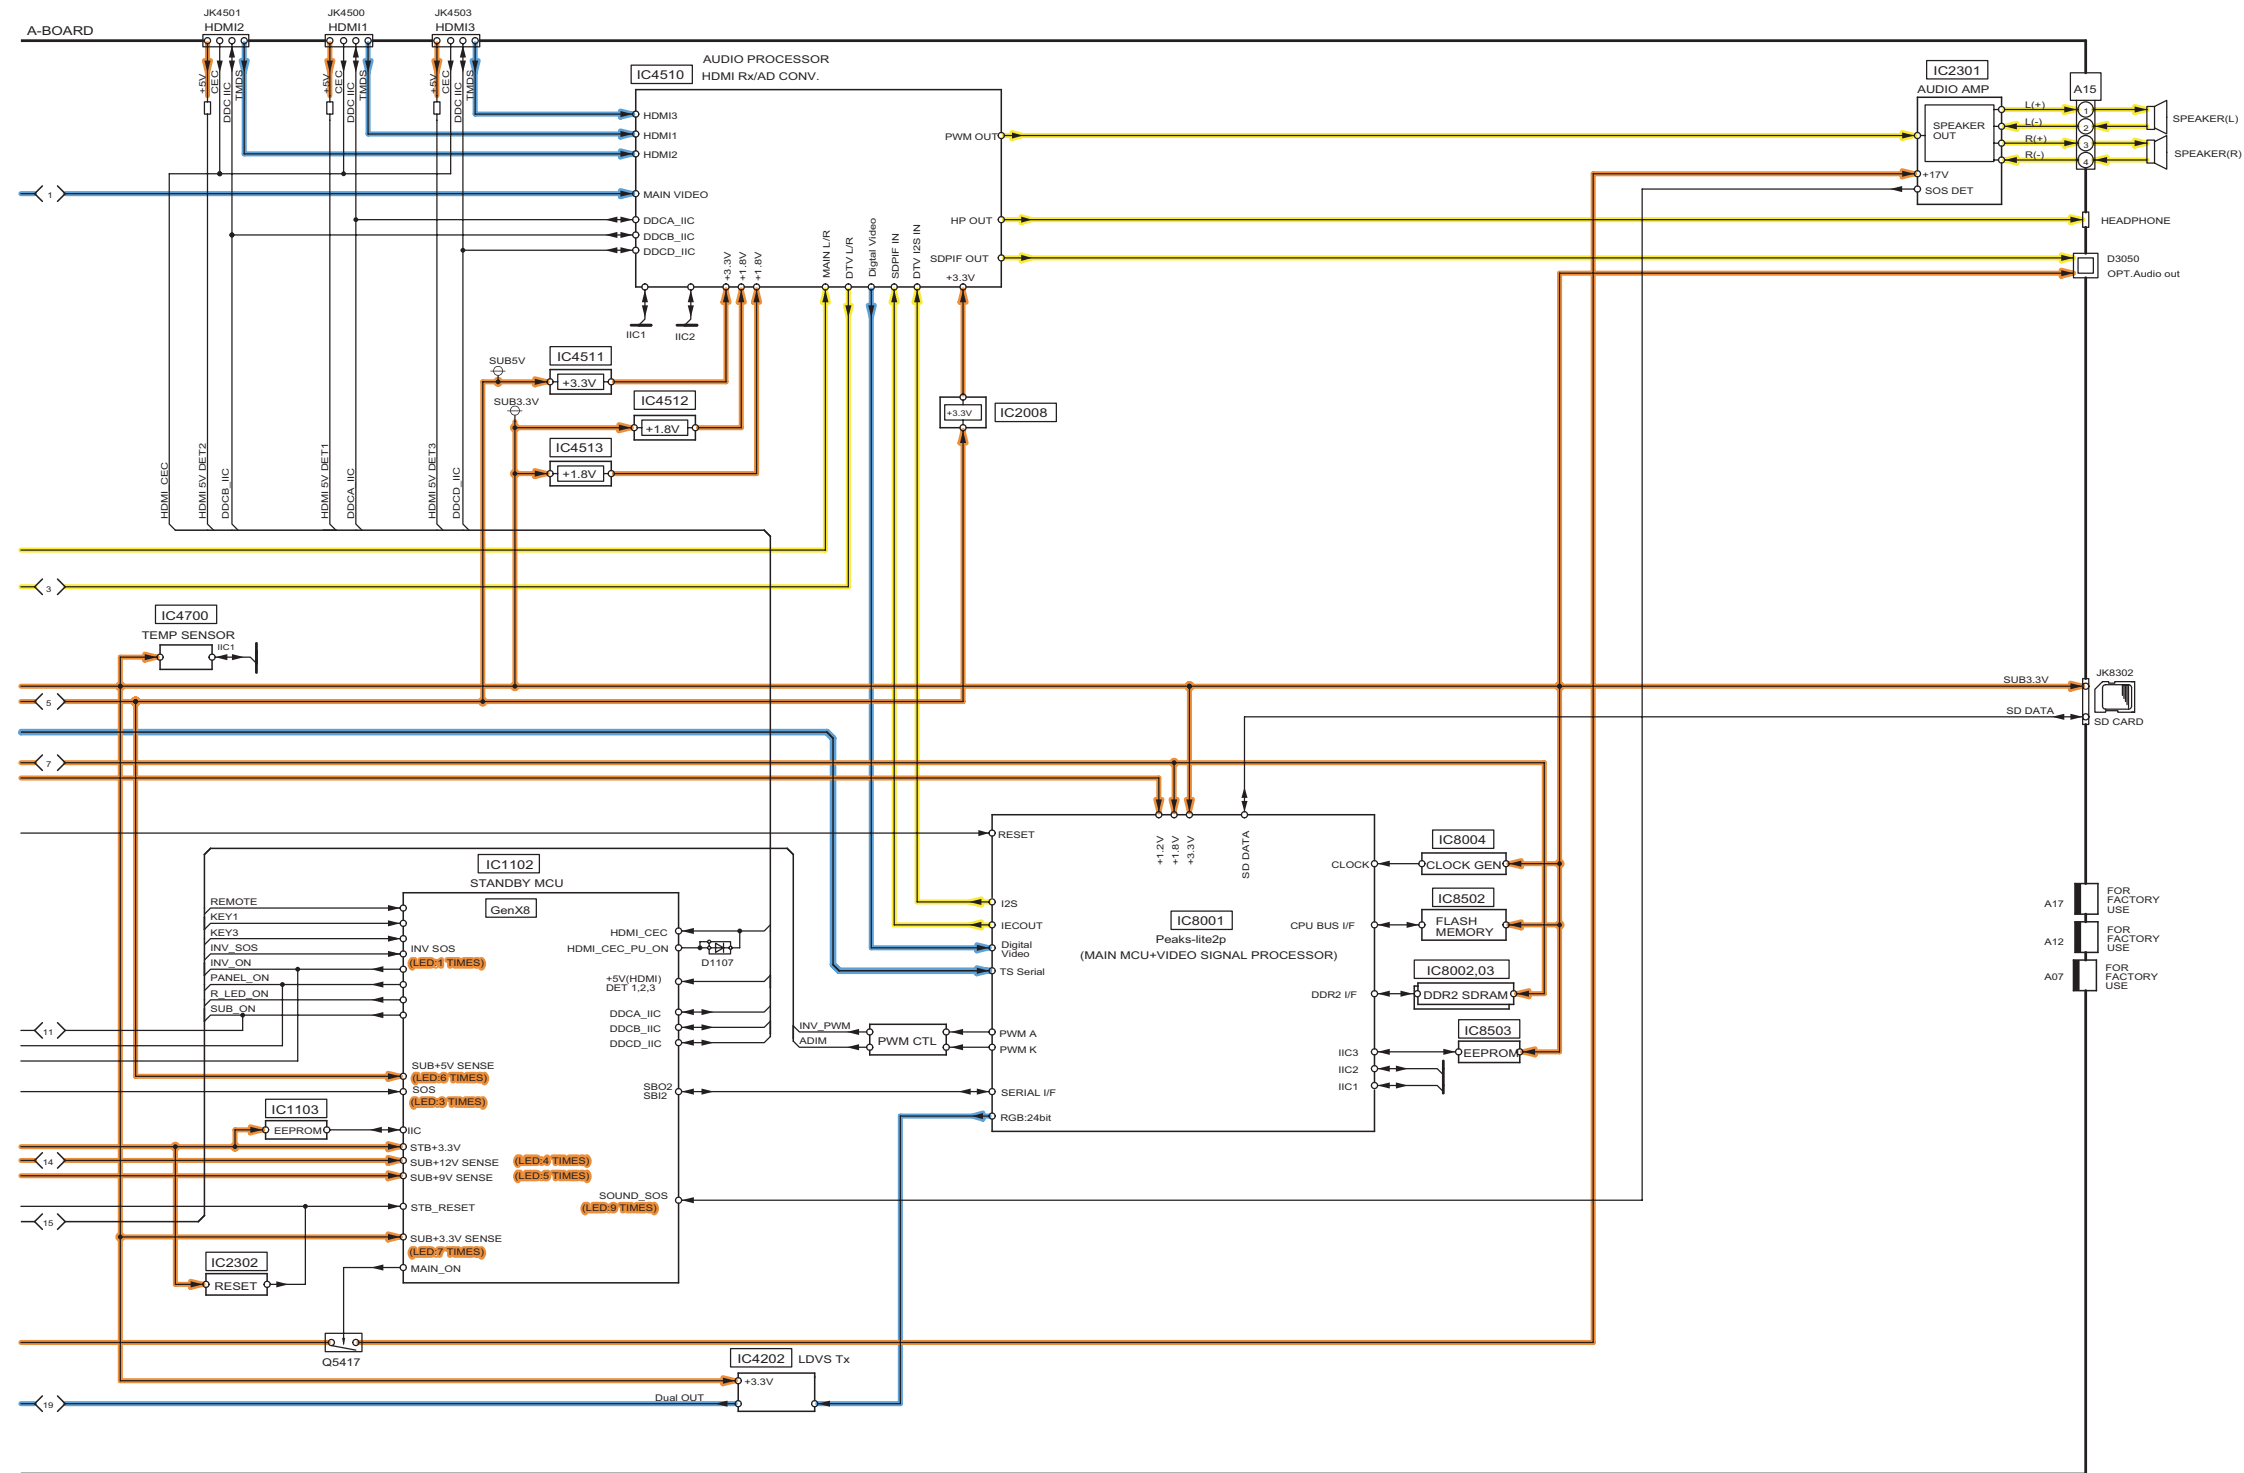 A-BOARD
JK4501
HDMI2
JK4500
HDMI1
JK4503
HDMI3
+5V
CEC
DDC IIC
TMDS
+5V
CEC
DDC IIC
TMDS
+5V
CEC
DDC IIC
TMDS
IC4510
AUDIO PROCESSOR
HDMI Rx/AD CONV.
HDMI3
HDMI1
HDMI2
MAIN VIDEO
DDCA_IIC
DDCB_IIC
DDCD_IIC
+3.3V
+1.8V
+1.8V
MAIN L/R
DTV L/R
Digtal Video
SDPIF IN
DTV I2S IN
PWM OUT
HP OUT
SDPIF OUT
+3.3V
IIC1
IIC2
IC2301
AUDIO AMP
SPEAKER
OUT
+17V
SOS DET
L(+)
L(-)
R(+)
R(-)
A15
1
2
3
4
SPEAKER(L)
SPEAKER(R)
HEADPHONE
D3050
OPT.Audio out
1
SUB5V
IC4511
+3.3V
SUB3.3V
IC4512
+1.8V
IC4513
+1.8V
+3.3V
IC2008
HDMI_CEC
HDMI 5V DET2
DDCB_IIC
HDMI 5V DET1
DDCA_IIC
HDMI 5V DET3
DDCD_IIC
3
IC4700
TEMP SENSOR
IIC1
5
7
SUB3.3V
JK8302
SD DATA
SD CARD
IC1102
STANDBY MCU
GenX8
REMOTE
KEY1
KEY3
INV_SOS
INV_ON
PANEL_ON
R_LED_ON
SUB_ON
INV SOS
(LED:1 TIMES)
HDMI_CEC
HDMI_CEC_PU_ON
D1107
+5V(HDMI)
DET 1,2,3
DDCA_IIC
DDCB_IIC
DDCD_IIC
11
SUB+5V SENSE
(LED:6 TIMES)
SOS
(LED:3 TIMES)
SBO2
SBI2
IC1103
EEPROM
IIC
STB+3.3V
14
SUB+12V SENSE
(LED:4 TIMES)
SUB+9V SENSE
(LED:5 TIMES)
SOUND_SOS
(LED:9 TIMES)
STB_RESET
15
SUB+3.3V SENSE
(LED:7 TIMES)
IC2302
RESET
MAIN_ON
Q5417
INV_PWM
ADIM
PWM CTL
RESET
+1.2V
+1.8V
+3.3V
SD DATA
I2S
IECOUT
Digital
Video
TS Serial
PWM A
PWM K
SERIAL I/F
RGB:24bit
IC8001
Peaks-lite2p
(MAIN MCU+VIDEO SIGNAL PROCESSOR)
CLOCK
CPU BUS I/F
DDR2 I/F
IIC3
IIC2
IIC1
IC8004
CLOCK GEN
IC8502
FLASH
MEMORY
IC8002,03
DDR2 SDRAM
IC8503
EEPROM
A17
FOR
FACTORY
USE
A12
FOR
FACTORY
USE
A07
FOR
FACTORY
USE
IC4202
LDVS Tx
+3.3V
Dual OUT
19